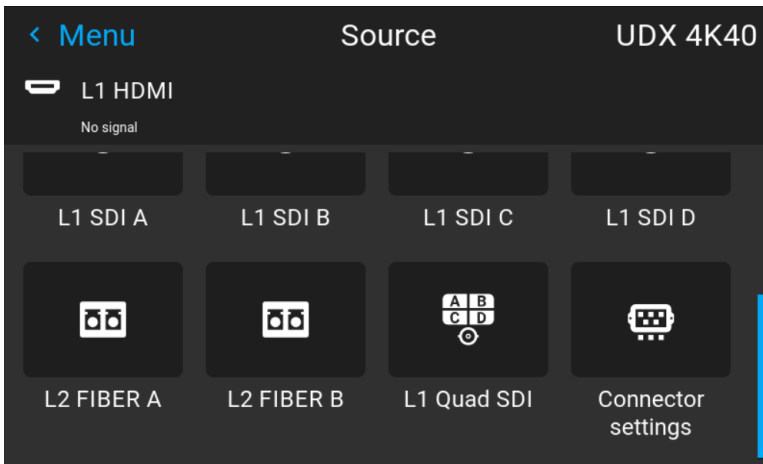 Menu
Source
UDX 4K40
L1 HDMI
No signal
L1 SDI A
L1 SDI B
L1 SDI C
L1 SDI D
A B
C D
L2 FIBER A
L2 FIBER B
L1 Quad SDI
Connector
settings